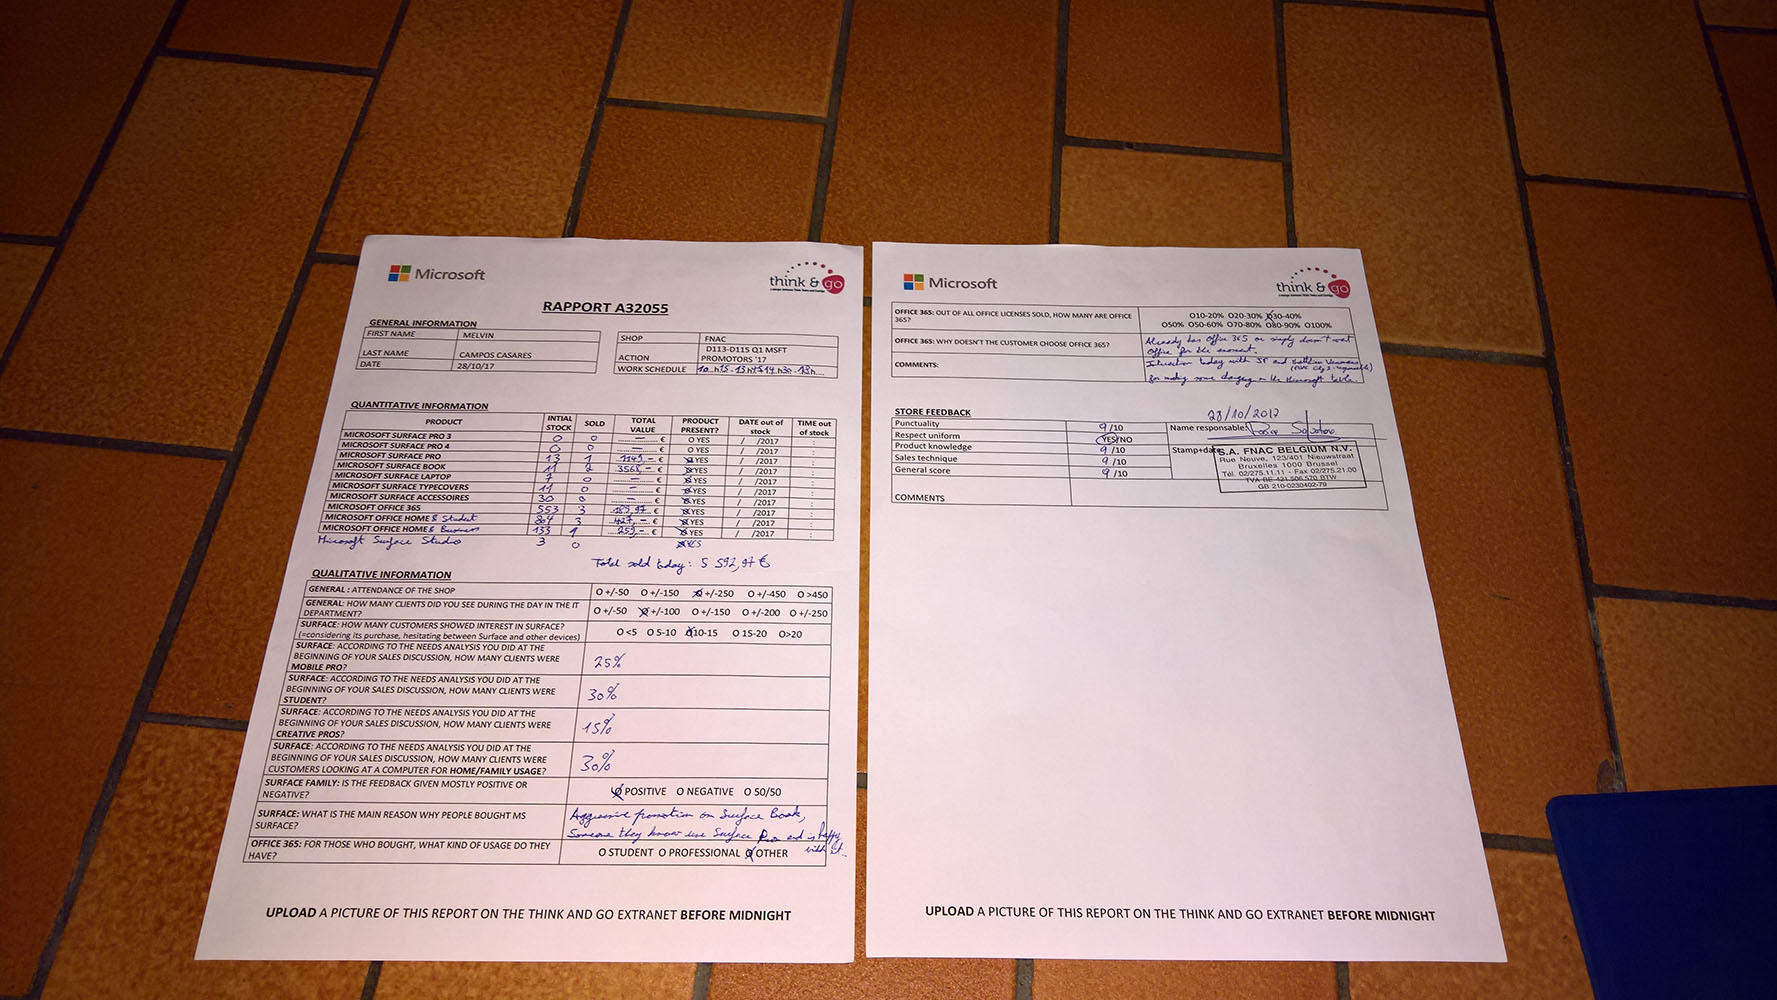 Microsoft
think & go
RAPPORT A32055
GENERAL INFORMATION
FIRST NAME MELVIN
LAST NAME CAMPOS CASARES
DATE 28/10/17
SHOP FNAC
ACTION D113-D115 Q1 MSFT PROMOTORS '17
WORK SCHEDULE 10 h15-13 h45 14 h30-19 h
QUANTITATIVE INFORMATION
PRODUCT INTIAL STOCK SOLD TOTAL VALUE PRODUCT PRESENT? DATE out of stock TIME out of stock
MICROSOFT SURFACE PRO 3 0 0 — € O YES / /2017 :
MICROSOFT SURFACE PRO 4 0 0 — € O YES / /2017 :
MICROSOFT SURFACE PRO 13 1 1149,- € YES / /2017 :
MICROSOFT SURFACE BOOK 11 2 € YES / /2017 :
MICROSOFT SURFACE LAPTOP 7 0 — € YES / /2017 :
MICROSOFT SURFACE TYPECOVERS 11 0 — € YES / /2017 :
MICROSOFT SURFACE ACCESSOIRES 30 0 — € YES / /2017 :
MICROSOFT OFFICE 365 553 3 € YES / /2017 :
MICROSOFT OFFICE HOME & Student 3 427,- € YES / /2017 :
MICROSOFT OFFICE HOME & Business 133 1 € YES / /2017 :
Microsoft Surface Studio 3 0 YES
Total sold today: 5 592,97 €
QUALITATIVE INFORMATION
GENERAL : ATTENDANCE OF THE SHOP O +/-50 O +/-150 O +/-250 O +/-450 O >450
GENERAL: HOW MANY CLIENTS DID YOU SEE DURING THE DAY IN THE IT
DEPARTMENT? O +/-50 O +/-100 O +/-150 O +/-200 O +/-250
SURFACE: HOW MANY CUSTOMERS SHOWED INTEREST IN SURFACE?
(=considering its purchase, hesitating between Surface and other devices) O <5 O 5-10 O 10-15 O 15-20 O >20
SURFACE: ACCORDING TO THE NEEDS ANALYSIS YOU DID AT THE
BEGINNING OF YOUR SALES DISCUSSION, HOW MANY CLIENTS WERE
MOBILE PRO? 25%
SURFACE: ACCORDING TO THE NEEDS ANALYSIS YOU DID AT THE
BEGINNING OF YOUR SALES DISCUSSION, HOW MANY CLIENTS WERE
STUDENT? 30%
SURFACE: ACCORDING TO THE NEEDS ANALYSIS YOU DID AT THE
BEGINNING OF YOUR SALES DISCUSSION, HOW MANY CLIENTS WERE
CREATIVE PROS? 15%
SURFACE: ACCORDING TO THE NEEDS ANALYSIS YOU DID AT THE
BEGINNING OF YOUR SALES DISCUSSION, HOW MANY CLIENTS WERE
CUSTOMERS LOOKING AT A COMPUTER FOR HOME/FAMILY USAGE? 30%
SURFACE FAMILY: IS THE FEEDBACK GIVEN MOSTLY POSITIVE OR
NEGATIVE? O POSITIVE O NEGATIVE O 50/50
SURFACE: WHAT IS THE MAIN REASON WHY PEOPLE BOUGHT MS
SURFACE?
Aggressive promotion on Surface Book,
Someone they know use Surface Pro and is happy
with it.
OFFICE 365: FOR THOSE WHO BOUGHT, WHAT KIND OF USAGE DO THEY
HAVE? O STUDENT O PROFESSIONAL O OTHER
UPLOAD A PICTURE OF THIS REPORT ON THE THINK AND GO EXTRANET BEFORE MIDNIGHT
Microsoft
think & go
OFFICE 365: OUT OF ALL OFFICE LICENSES SOLD, HOW MANY ARE OFFICE
365?
O10-20% O20-30% O30-40%
O50% O50-60% O70-80% O80-90% O100%
OFFICE 365: WHY DOESN'T THE CUSTOMER CHOOSE OFFICE 365?
Already has Office 365 or simply doesn't want
Office for the moment.
COMMENTS:
Interaction today with and
for making some changing on the Microsoft table
STORE FEEDBACK
28/10/2017
Punctuality 9 /10 Name responsable:
Respect uniform YES/NO
Product knowledge 9 /10 Stamp+date
Sales technique 9 /10
General score 9 /10
COMMENTS
S.A. FNAC BELGIUM N.V.
Rue Neuve, 123/401 Nieuwstraat
Bruxelles 1000 Brussel
Tél. 02/275.11.11 - Fax 02/275.21.00
TVA BE 421.506.570 BTW
GB 210-0230402-79
UPLOAD A PICTURE OF THIS REPORT ON THE THINK AND GO EXTRANET BEFORE MIDNIGHT